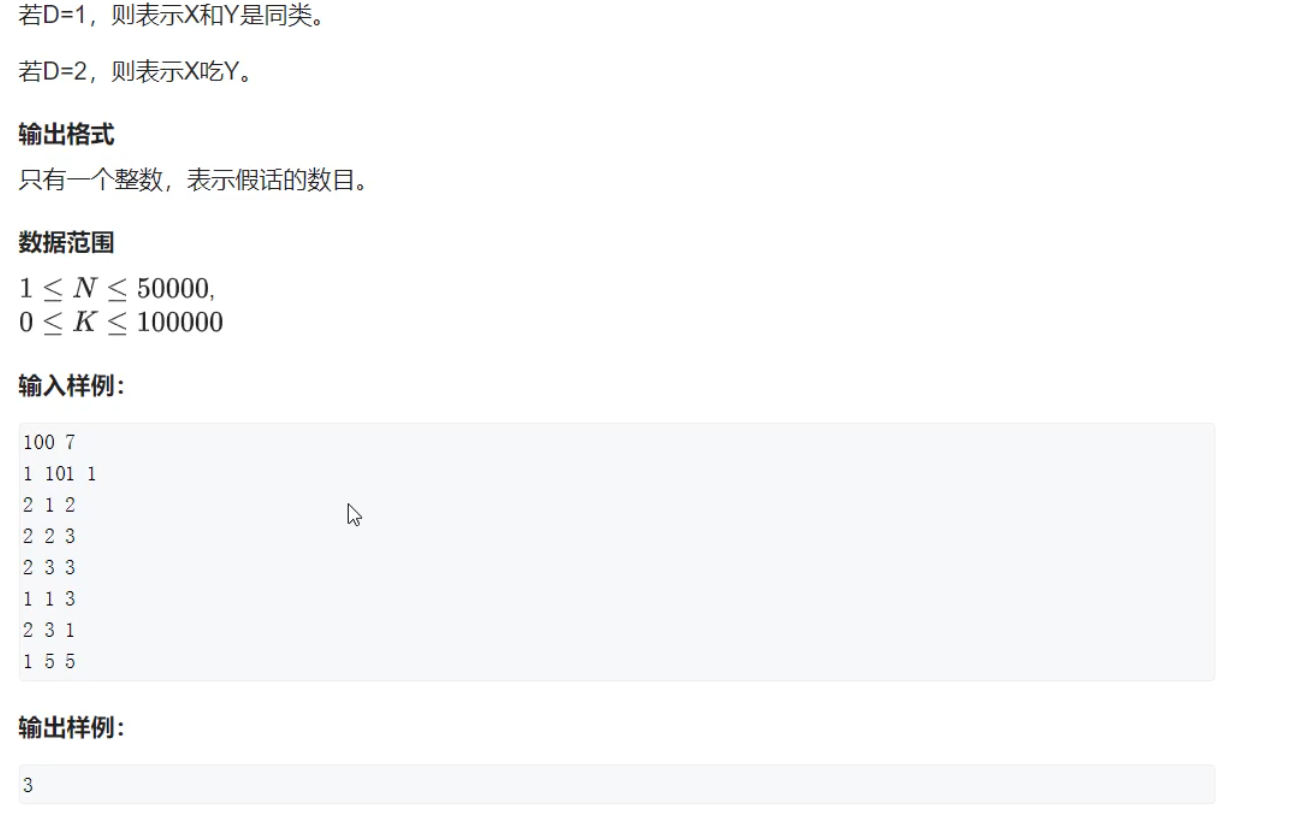 若D=1，则表示X和Y是同类。
若D=2，则表示X吃Y。
输出格式
只有一个整数，表示假话的数目。
数据范围
1 ≤ N ≤ 50000,
0 ≤ K ≤ 100000
输入样例：
100 7
1 101 1
2 1 2
2 2 3
2 3 3
1 1 3
2 3 1
1 5 5
输出样例：
3